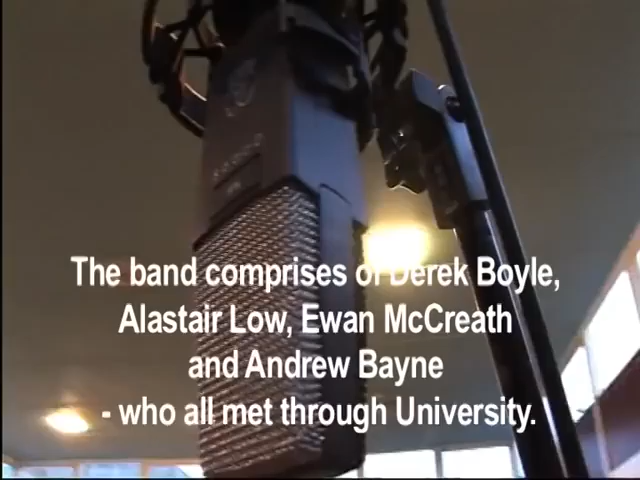 The band comprises of Derek Boyle,
Alastair Low, Ewan McCreath
and Andrew Bayne
- who all met through University.